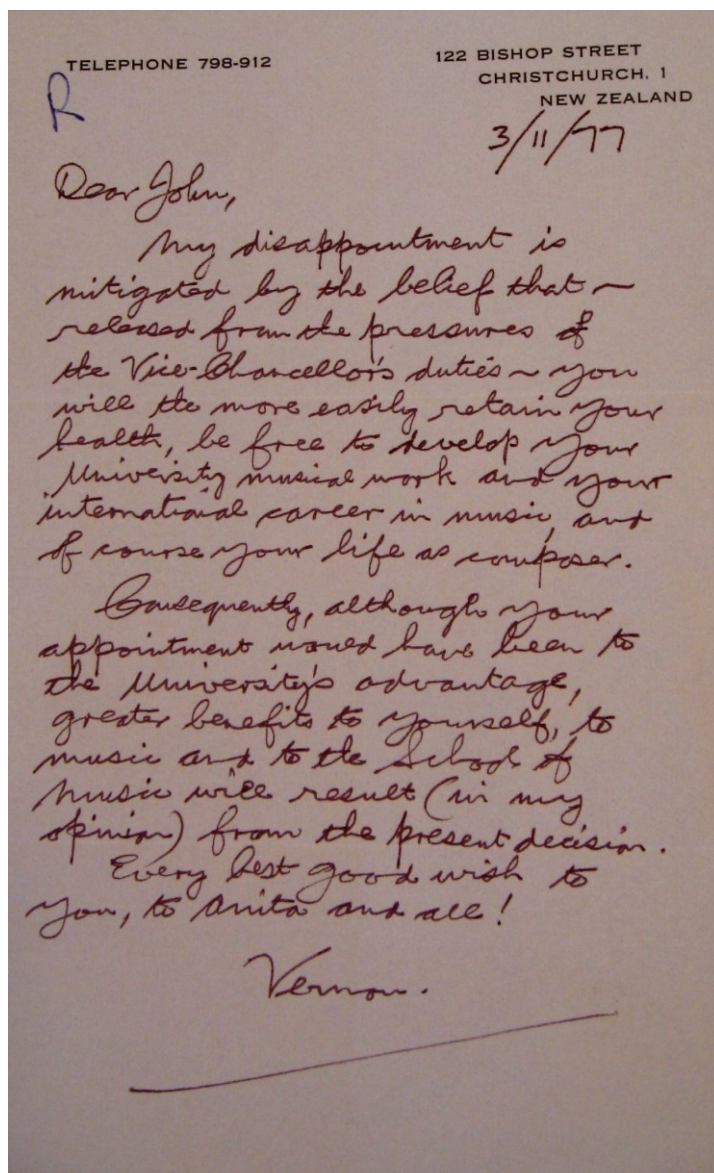 TELEPHONE 798-912
122 BISHOP STREET
CHRISTCHURCH. 1
NEW ZEALAND
R
3/11/77
Dear John,
My disappointment is
mitigated by the belief that ~
released from the pressures of
the Vice-Chancellor's duties ~ you
will the more easily retain your
health, be free to develop your
University musical work and your
international career in music, and
of course your life as composer.
Consequently, although your
appointment would have been to
the University's advantage,
greater benefits to yourself, to
music and to the School of
Music will result (in my
opinion) from the present decision.
Every best good wish to
you, to Anita and all!
Vernon.